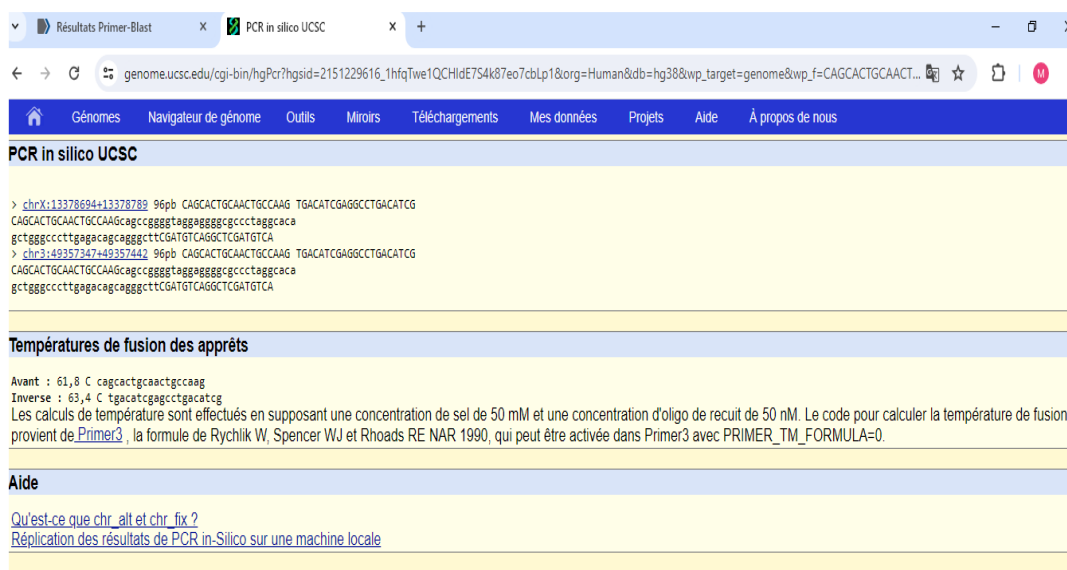 Résultats Primer-Blast
PCR in silico UCSC
genome.ucsc.edu/cgi-bin/hgPcr?hgsid=2151229616_1hfqTwe1QCHIdE7S4k87eo7cbLp1&org=Human&db=hg38&wp_target=genome&wp_f=CAGCACTGCAACT...
M
Génomes Navigateur de génome Outils Miroirs Téléchargements Mes données Projets Aide À propos de nous
PCR in silico UCSC
> chrX:13378694+13378789 96pb CAGCACTGCAACTGCCAAG TGACATCGAGGCCTGACATCG
CAGCACTGCAACTGCCAAGcagccggggtaggaggggcgccctaggcaca
gctgggcccttgagacagcagggcttCGATGTCAGGCTCGATGTCA
> chr3:49357347+49357442 96pb CAGCACTGCAACTGCCAAG TGACATCGAGGCCTGACATCG
CAGCACTGCAACTGCCAAGcagccggggtaggaggggcgccctaggcaca
gctgggcccttgagacagcagggcttCGATGTCAGGCTCGATGTCA
Températures de fusion des apprêts
Avant : 61,8 C cagcactgcaactgccaag
Inverse : 63,4 C tgacatcgagcctgacatcg
Les calculs de température sont effectués en supposant une concentration de sel de 50 mM et une concentration d'oligo de recuit de 50 nM. Le code pour calculer la température de fusion
provient de Primer3 , la formule de Rychlik W, Spencer WJ et Rhoads RE NAR 1990, qui peut être activée dans Primer3 avec PRIMER_TM_FORMULA=0.
Aide
Qu'est-ce que chr_alt et chr_fix ?
Réplication des résultats de PCR in-Silico sur une machine locale